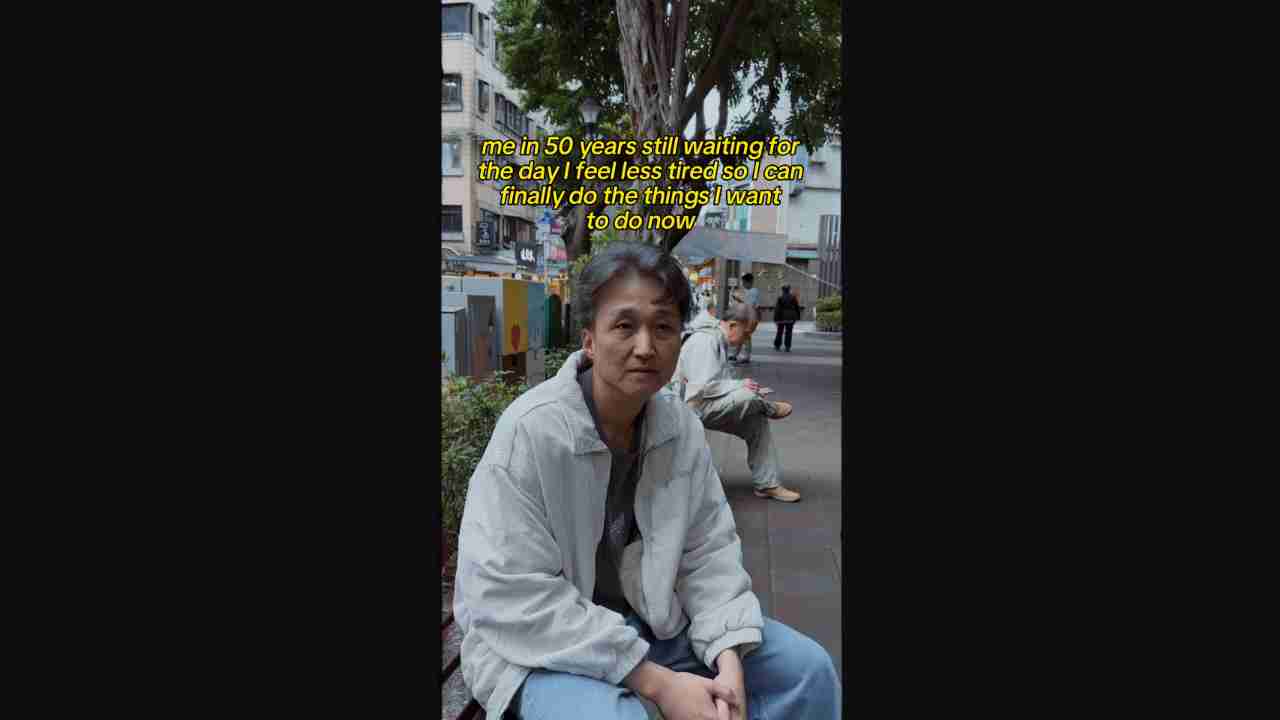 me in 50 years still waiting for
the day I feel less tired so I can
finally do the things I want
to do now